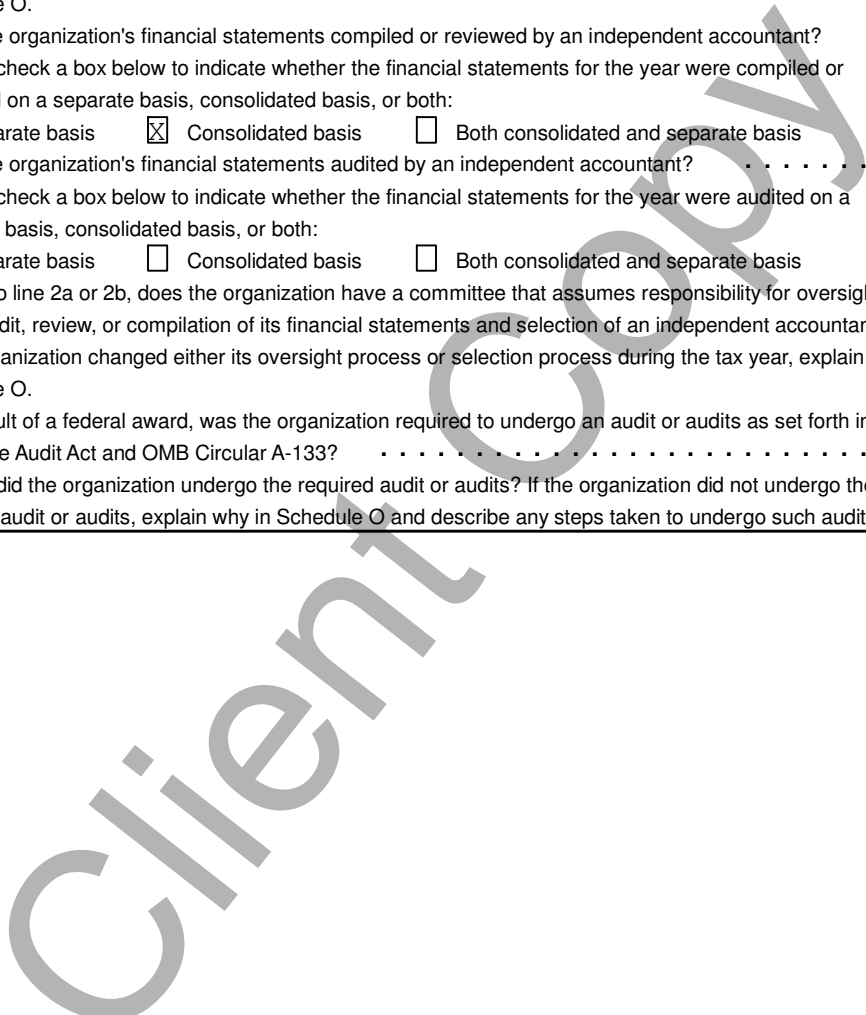 e O.
e organization's financial statements compiled or reviewed by an independent accountant?
check a box below to indicate whether the financial statements for the year were compiled or
on a separate basis, consolidated basis, or both:
arate basis X Consolidated basis Both consolidated and separate basis
e organization's financial statements audited by an independent accountant? . . . . . . .
check a box below to indicate whether the financial statements for the year were audited on a
basis, consolidated basis, or both:
arate basis Consolidated basis Both consolidated and separate basis
o line 2a or 2b, does the organization have a committee that assumes responsibility for oversigh
dit, review, or compilation of its financial statements and selection of an independent accountan
anization changed either its oversight process or selection process during the tax year, explain
e O.
ult of a federal award, was the organization required to undergo an audit or audits as set forth in
e Audit Act and OMB Circular A-133? . . . . . . . . . . . . . . . . . . . . . . . . . .
did the organization undergo the required audit or audits? If the organization did not undergo the
audit or audits, explain why in Schedule O and describe any steps taken to undergo such audit
Client Copy